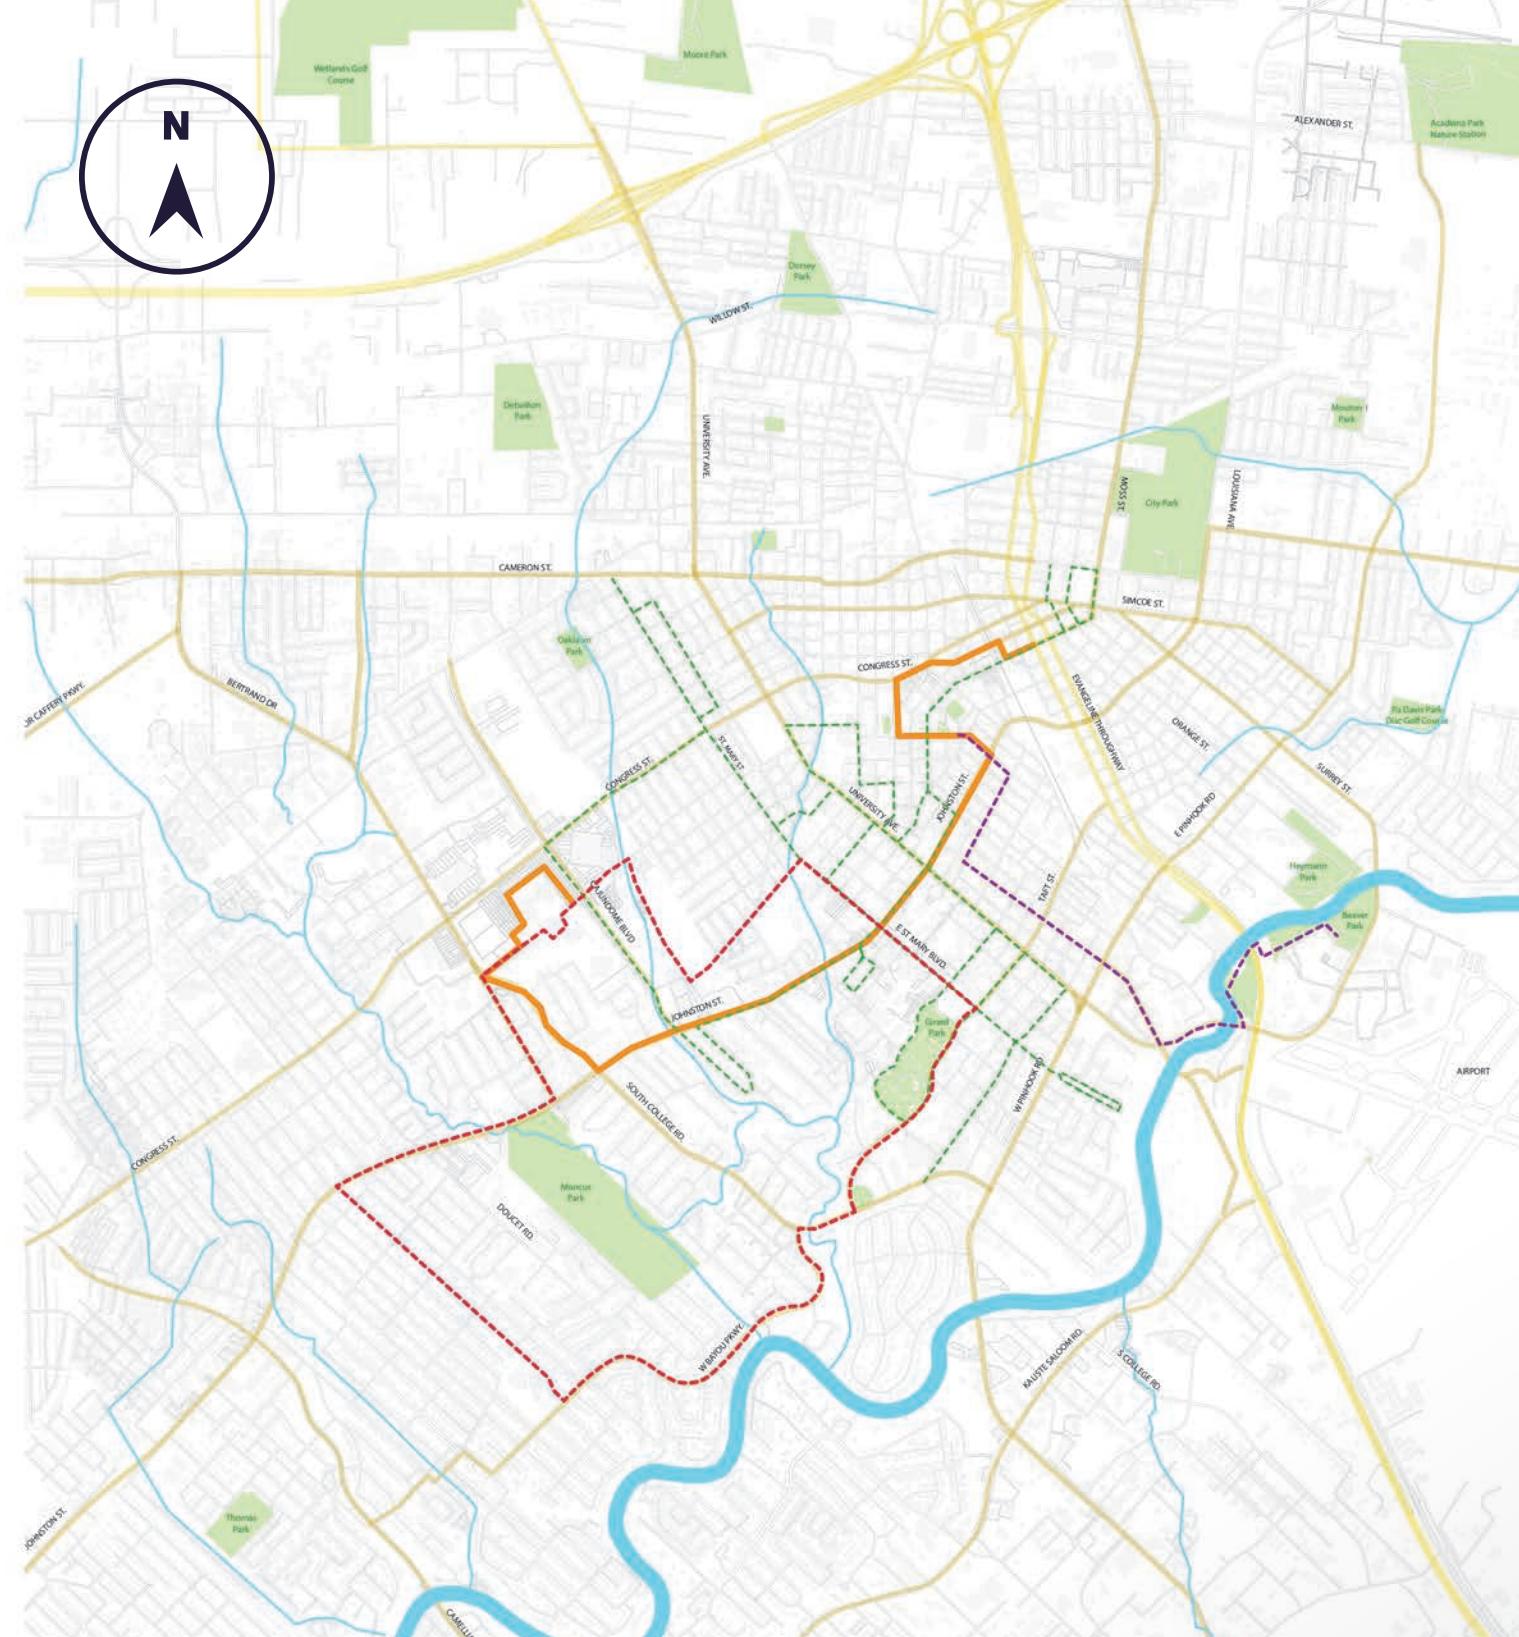 Moore Park
Wetlands Golf
Course
N
ALEXANDER ST.
Acadiana Park
Nature Station
Dorsey
Park
WILLOW ST.
Debaillon
Park
Mouton
Park
UNIVERSITY AVE.
MOSS ST.
LOUISIANA AVE.
City Park
CAMERON ST.
SIMCOE ST.
Park
CONGRESS ST.
BERTRAND DR
OR CAFFERY PKWY.
EVANGELINE THROUGHWAY
Pa Davis Park
Disc Golf Course
ORANGE ST.
ST. MARY ST
CONGRESS ST.
SURREY ST.
UNIVERSITY AVE.
JOHNSTON ST.
E PINHOOK RD
Heymann
Park
TAFT ST.
CAJUNDOME BLVD
Beaver
Park
E ST. MARY BLVD.
JOHNSTON ST.
Girard
Park
AIRPORT
W PINHOOK RD
SOUTH COLLEGE RD.
CONGRESS ST.
Moncus
Park
DOUCET RD.
W BAYOU PKWY.
KALISTE SALOOM RD.
S COLLEGE RD.
Thomas
Park
JOHNSTON ST.